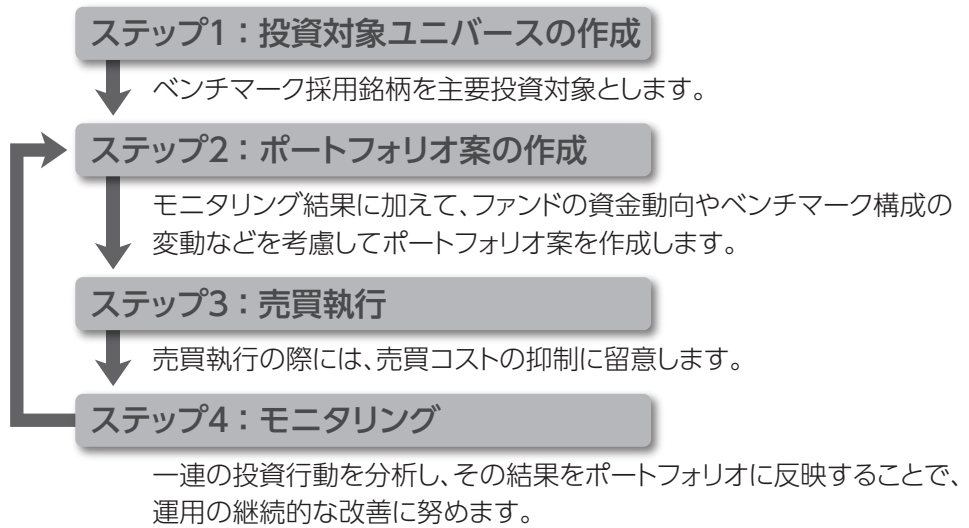 ステップ1：投資対象ユニバースの作成
ベンチマーク採用銘柄を主要投資対象とします。
ステップ2：ポートフォリオ案の作成
モニタリング結果に加えて、ファンドの資金動向やベンチマーク構成の
変動などを考慮してポートフォリオ案を作成します。
ステップ3：売買執行
売買執行の際には、売買コストの抑制に留意します。
ステップ4：モニタリング
一連の投資行動を分析し、その結果をポートフォリオに反映することで、
運用の継続的な改善に努めます。